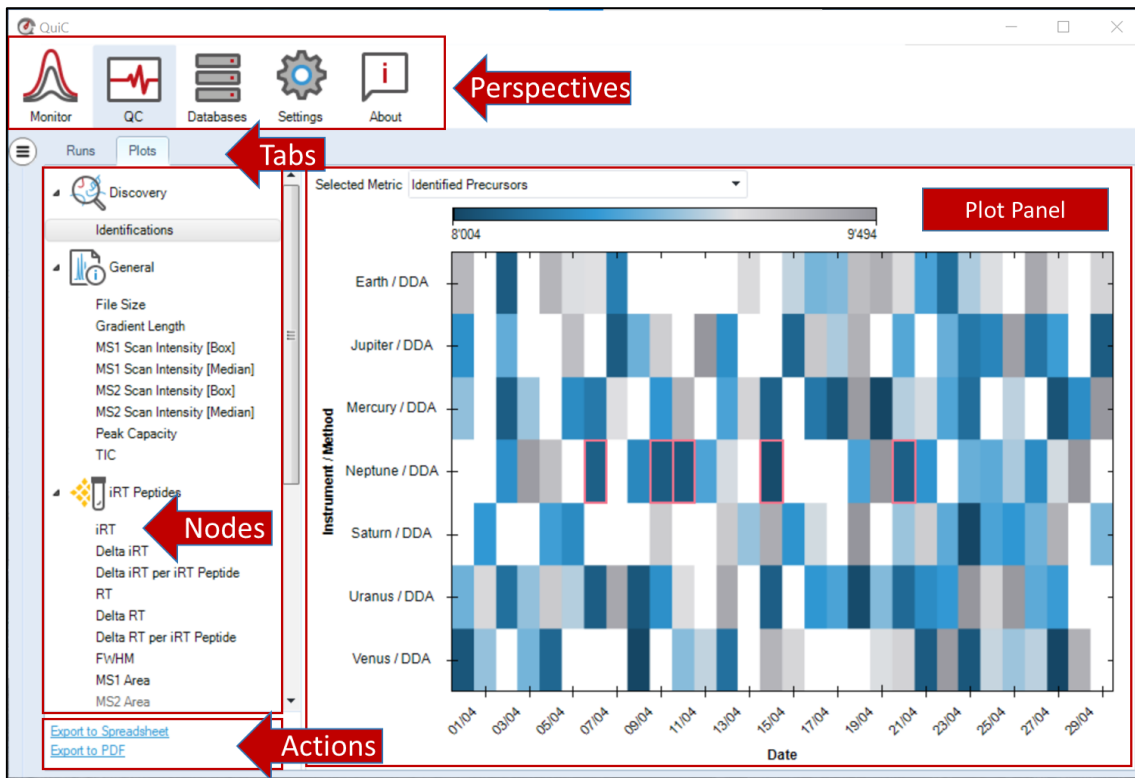 QuiC
Monitor
QC
Databases
Settings
About
Perspectives
Runs
Plots
Tabs
Discovery
Identifications
General
File Size
Gradient Length
MS1 Scan Intensity [Box]
MS1 Scan Intensity [Median]
MS2 Scan Intensity [Box]
MS2 Scan Intensity [Median]
Peak Capacity
TIC
iRT Peptides
iRT
Nodes
Delta iRT
Delta iRT per iRT Peptide
RT
Delta RT
Delta RT per iRT Peptide
FWHM
MS1 Area
MS2 Area
Export to Spreadsheet
Export to PDF
Actions
Selected Metric Identified Precursors
Plot Panel
8'004 9'494
Instrument / Method
Earth / DDA
Jupiter / DDA
Mercury / DDA
Neptune / DDA
Saturn / DDA
Uranus / DDA
Venus / DDA
01/04 03/04 05/04 07/04 09/04 11/04 13/04 15/04 17/04 19/04 21/04 23/04 25/04 27/04 29/04
Date